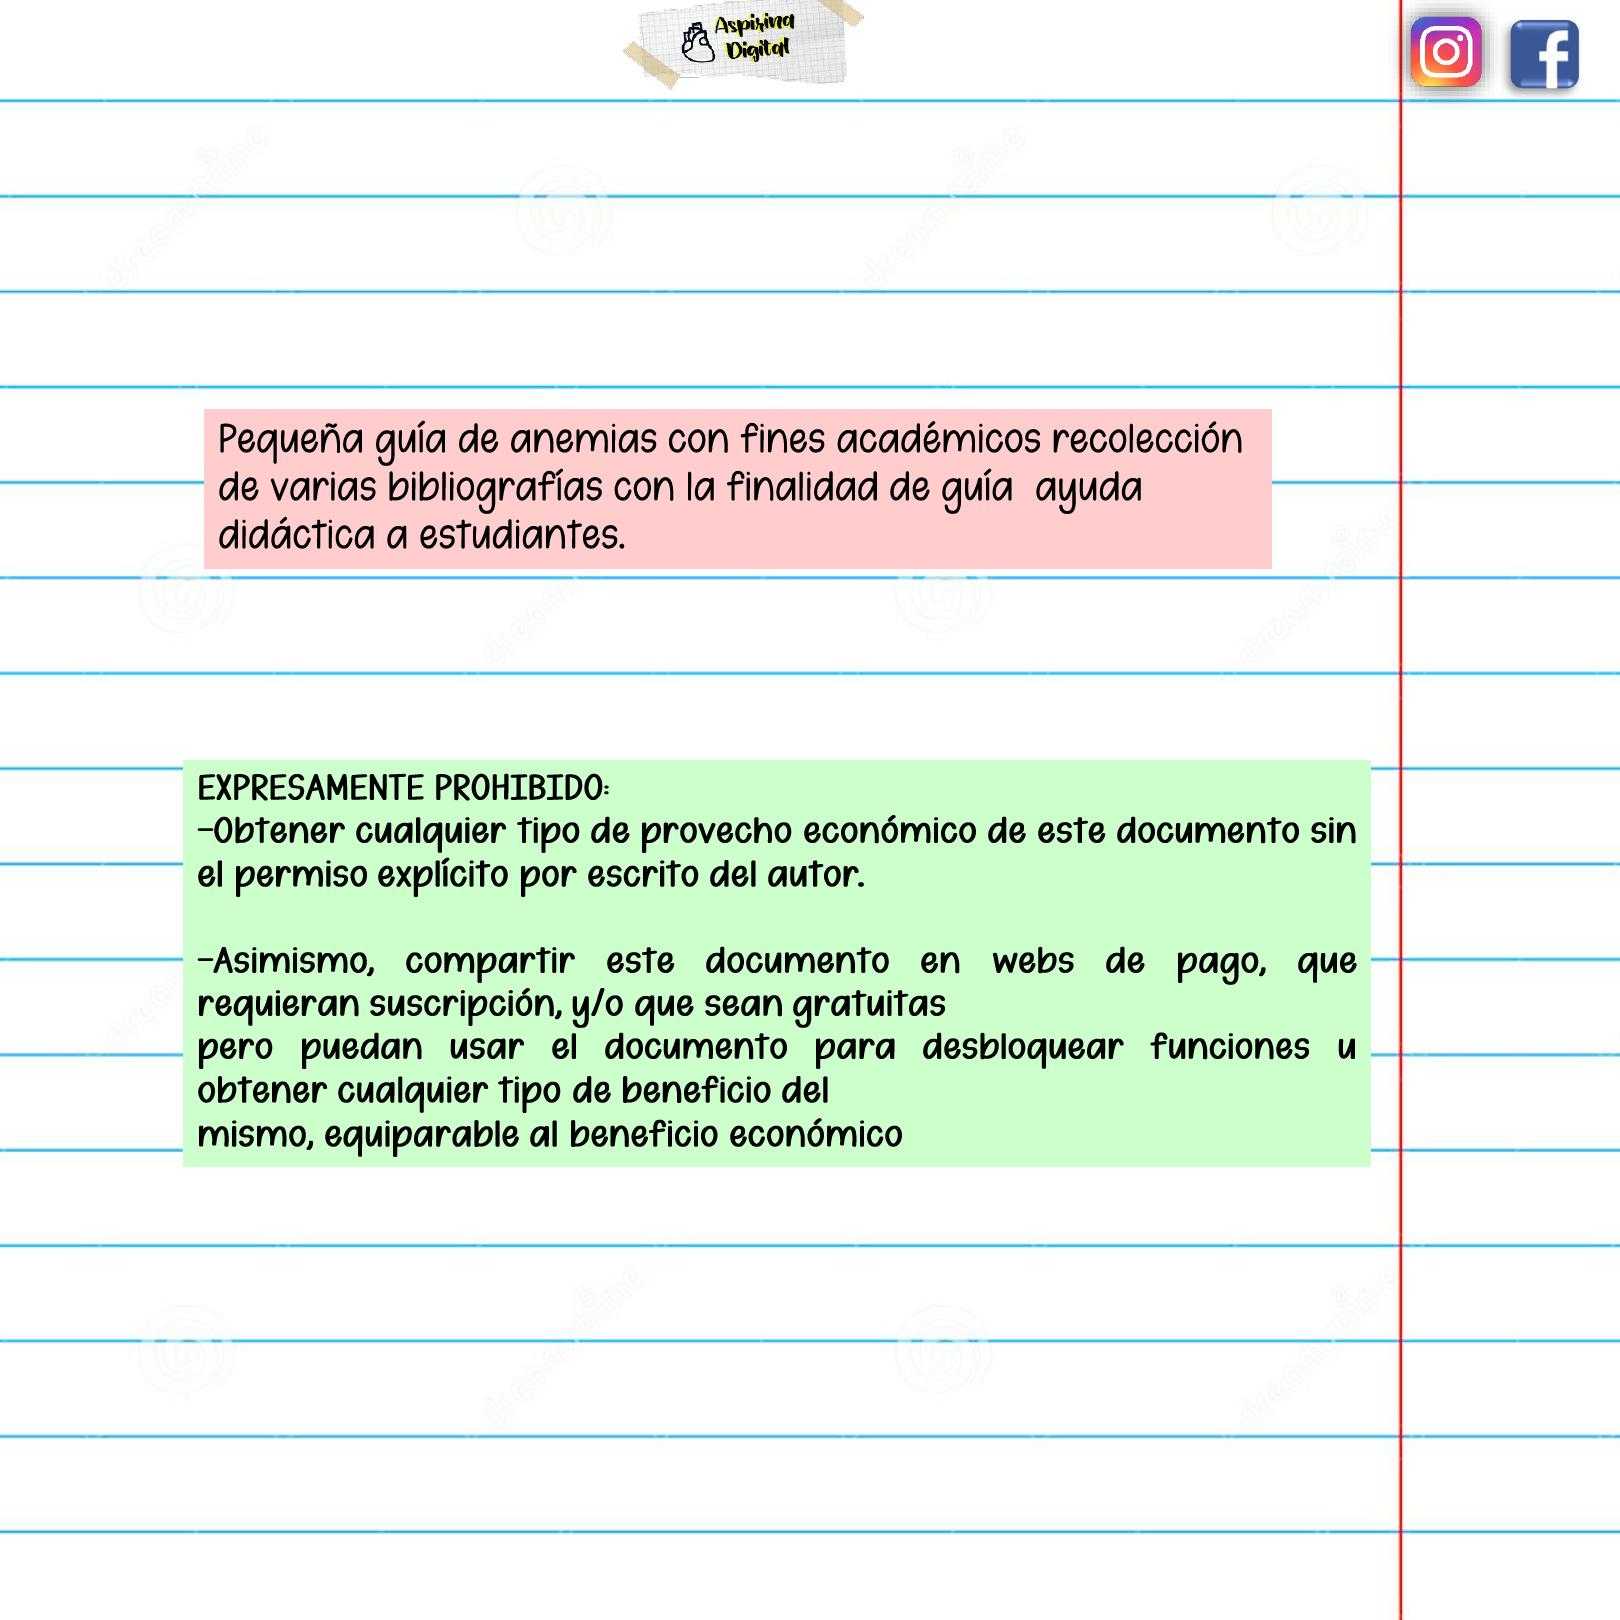 Aspirina
Digital
Pequeña guía de anemias con fines académicos recolección
de varias bibliografías con la finalidad de guía  ayuda
didáctica a estudiantes.
EXPRESAMENTE PROHIBIDO:
-Obtener cualquier tipo de provecho económico de este documento sin
el permiso explícito por escrito del autor.
-Asimismo, compartir este documento en webs de pago, que
requieran suscripción, y/o que sean gratuitas
pero puedan usar el documento para desbloquear funciones u
obtener cualquier tipo de beneficio del
mismo, equiparable al beneficio económico